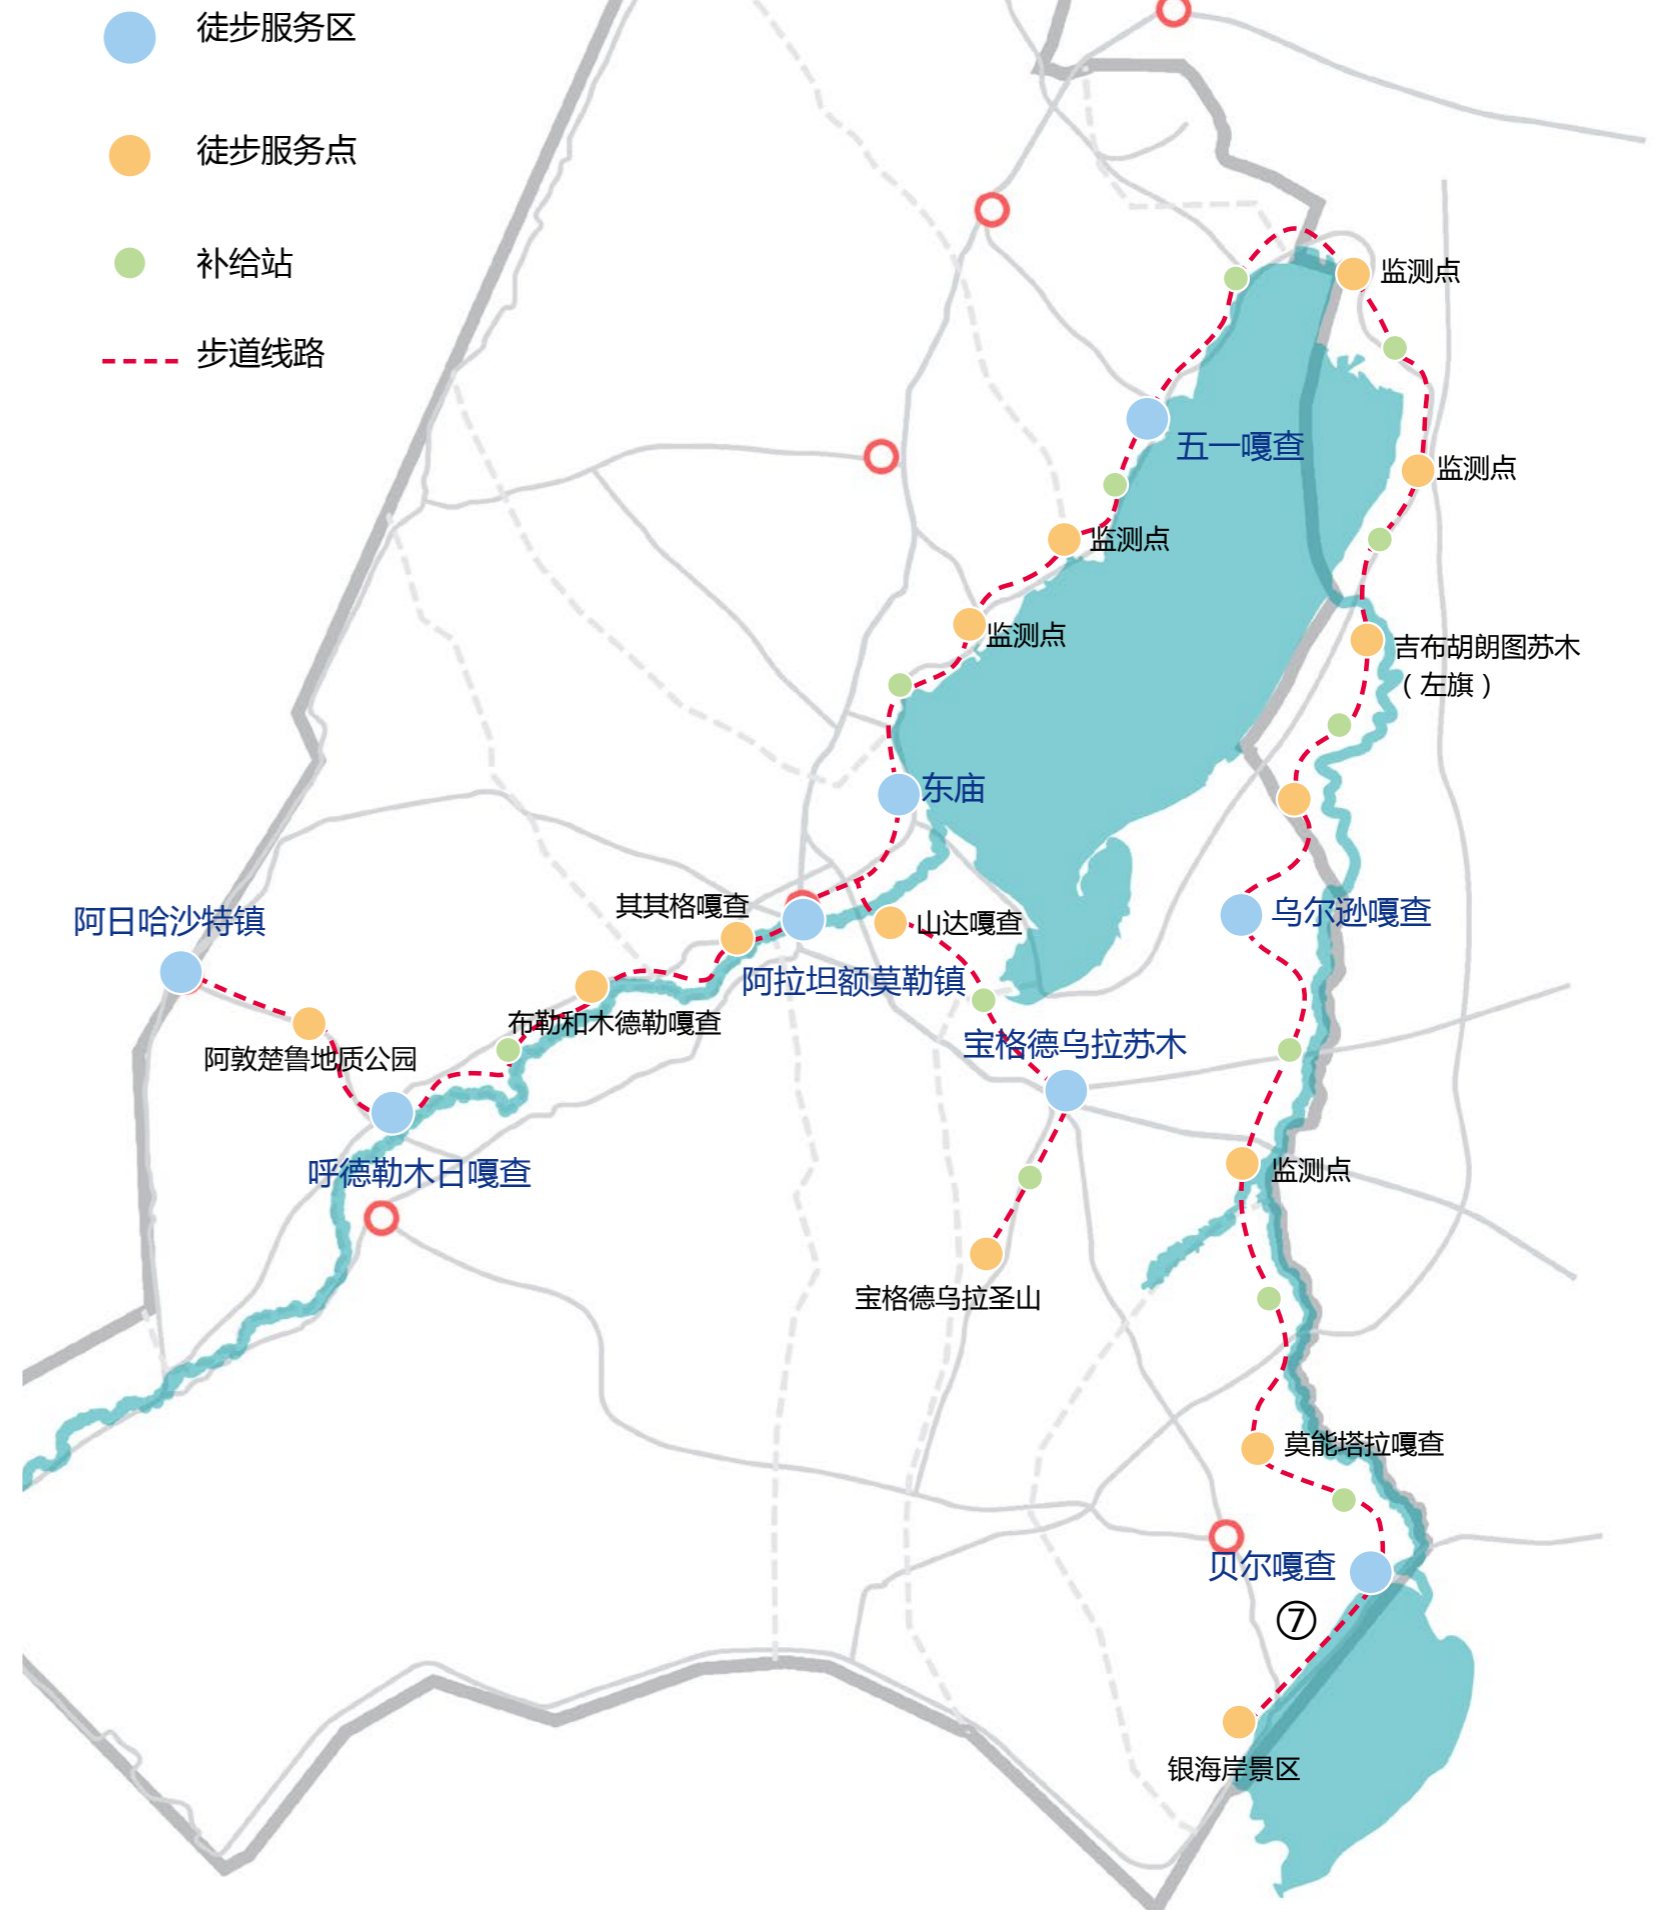 徒步服务区
徒步服务点
补给站
步道线路
监测点
五一嘎查
监测点
监测点
监测点
吉布胡朗图苏木
（左旗）
东庙
其其格嘎查
阿日哈沙特镇
山达嘎查
乌尔逊嘎查
阿拉坦额莫勒镇
布勒和木德勒嘎查
阿敦楚鲁地质公园
宝格德乌拉苏木
呼德勒木日嘎查
监测点
宝格德乌拉圣山
莫能塔拉嘎查
贝尔嘎查
⑦
银海岸景区